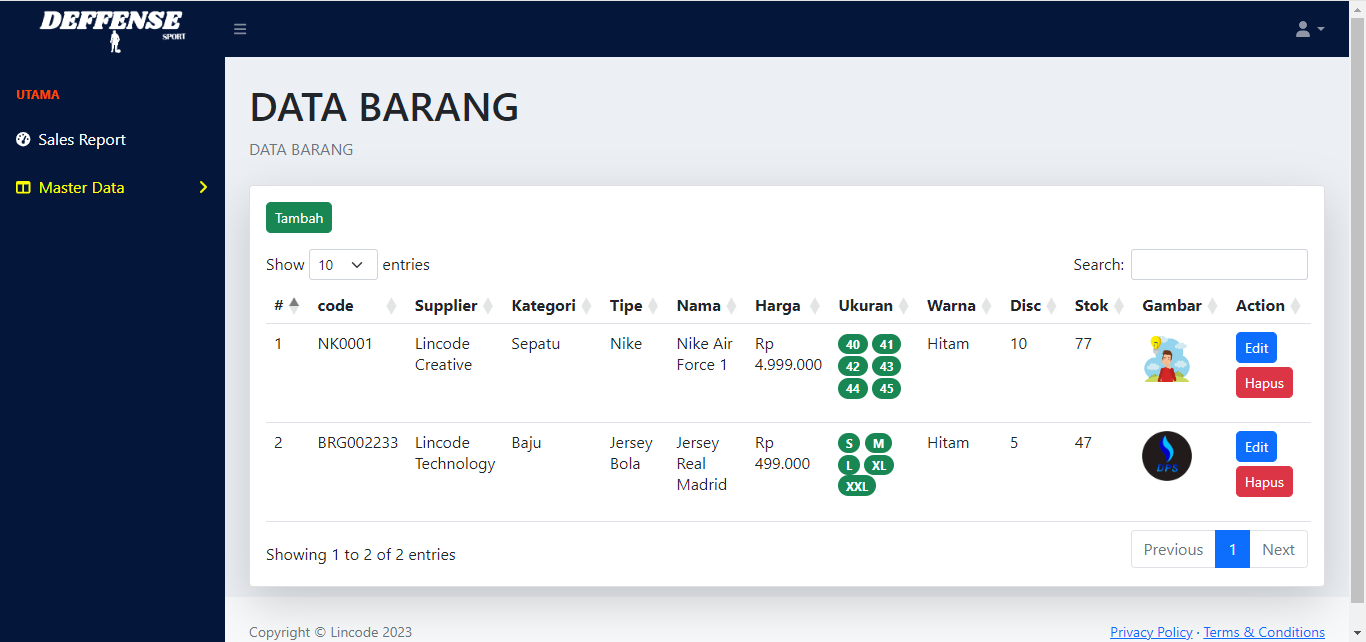 DEFFENSE
SPORT
UTAMA
Sales Report
Master Data
DATA BARANG
DATA BARANG
Tambah
Show 10 entries
Search:
# code Supplier Kategori Tipe Nama Harga Ukuran Warna Disc Stok Gambar Action
1 NK0001 Lincode Sepatu Nike Nike Air Rp 40 41 Hitam 10 77 Edit
Creative Force 1 4.999.000 42 43
44 45 Hapus
2 BRG002233 Lincode Baju Jersey Jersey Rp S M Hitam 5 47 DPS Edit
Technology Bola Real 499.000 L XL
Madrid XXL Hapus
Showing 1 to 2 of 2 entries
Previous 1 Next
Copyright © Lincode 2023
Privacy Policy · Terms & Conditions